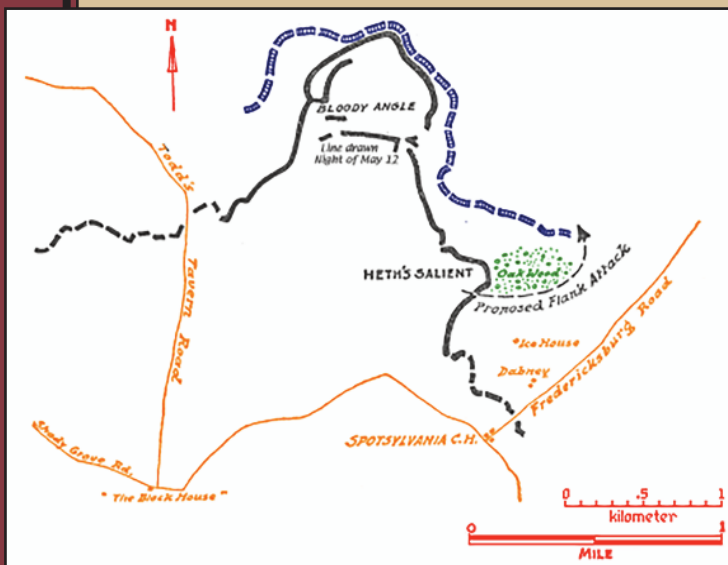 N
BLOODY ANGLE
Line drawn
Night of May 12
Todd's
Tavern Road
HETH'S SALIENT
Oak Wood
Proposed Flank Attack
Fredericksburg Road
Ice House
Dabney
SPOTSYLVANIA C.H.
Shady Grove Rd.
"The Block House"
0 .5 1
kilometer
0 1
MILE